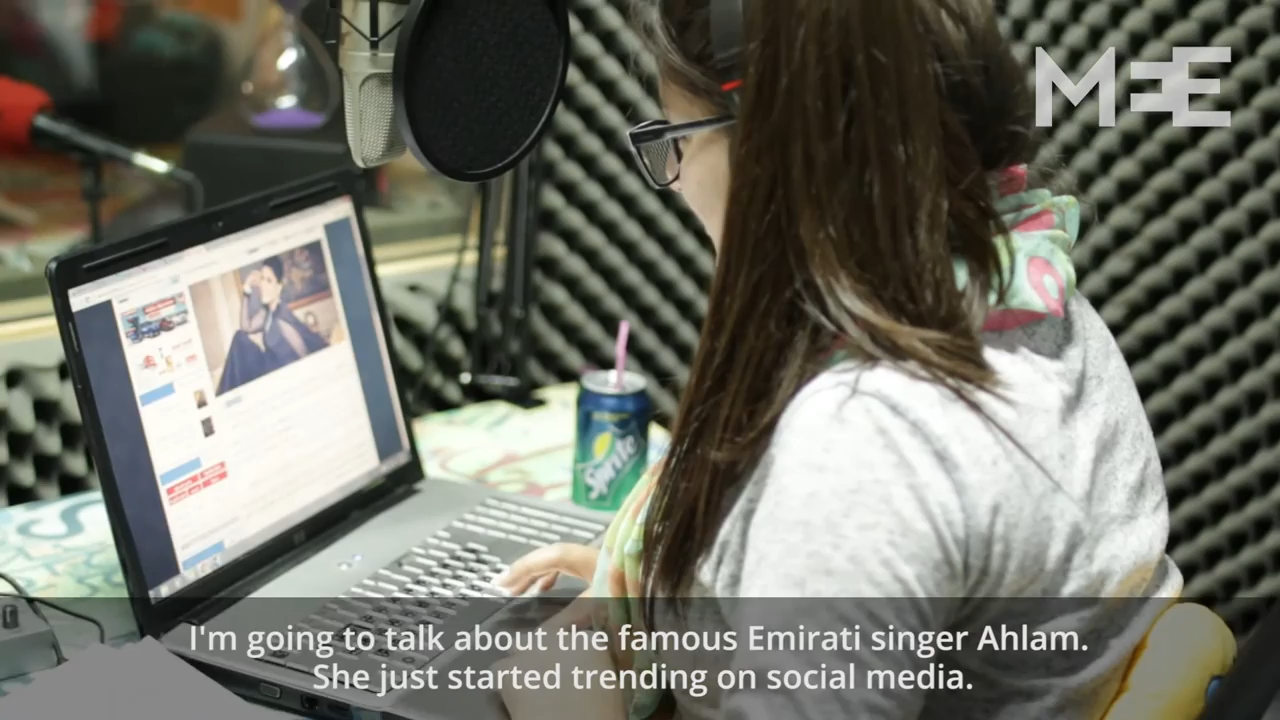 MEE
Sprite
I'm going to talk about the famous Emirati singer Ahlam.
She just started trending on social media.